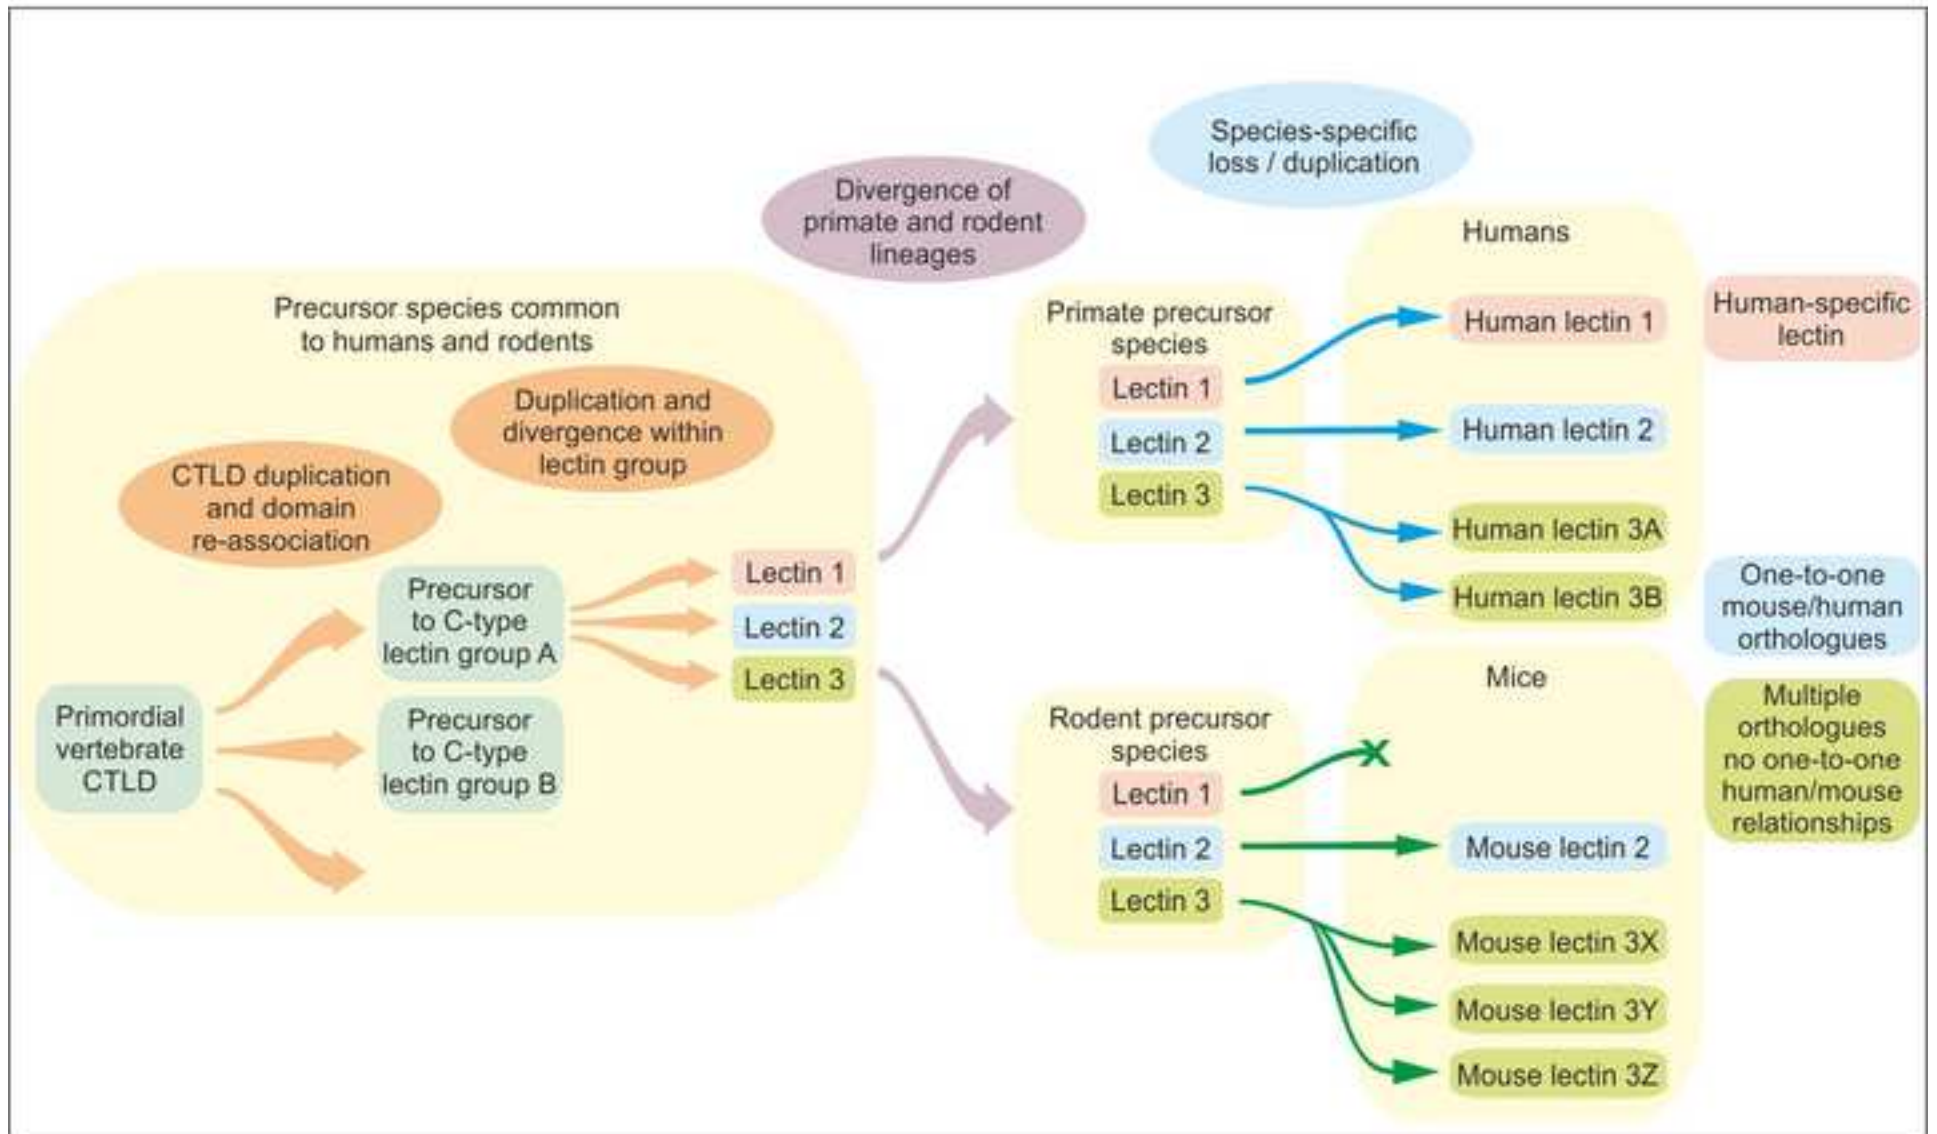 Species-specific
loss / duplication
Divergence of
primate and rodent
lineages
Precursor species common
to humans and rodents
Duplication and
divergence within
lectin group
CTLD duplication
and domain
re-association
Primordial
vertebrate
CTLD
Precursor
to C-type
lectin group A
Precursor
to C-type
lectin group B
Lectin 1
Lectin 2
Lectin 3
Primate precursor
species
Lectin 1
Lectin 2
Lectin 3
Rodent precursor
species
Lectin 1
Lectin 2
Lectin 3
Humans
Human lectin 1
Human lectin 2
Human lectin 3A
Human lectin 3B
Mice
X
Mouse lectin 2
Mouse lectin 3X
Mouse lectin 3Y
Mouse lectin 3Z
Human-specific
lectin
One-to-one
mouse/human
orthologues
Multiple
orthologues
no one-to-one
human/mouse
relationships